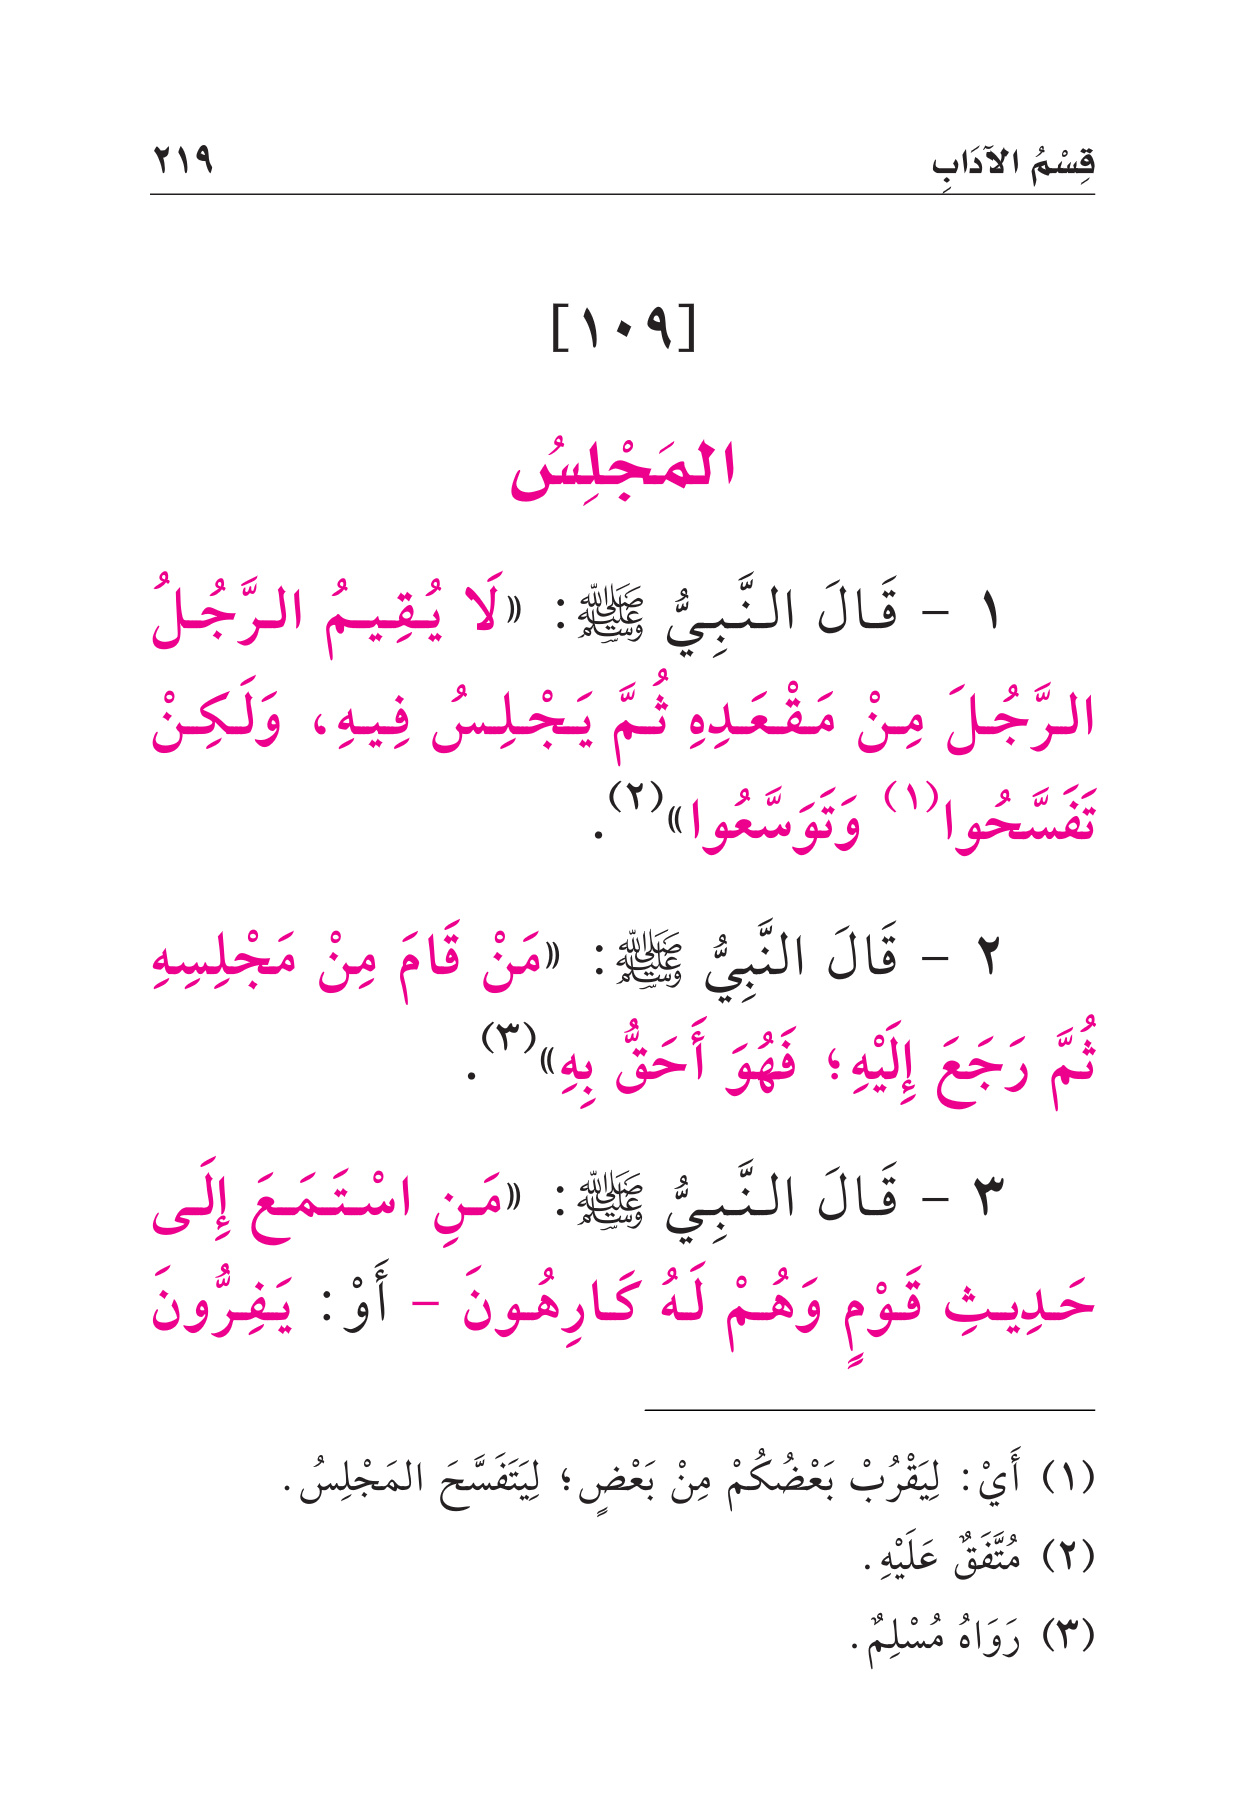 قِسْمُ الآدَابِ ٢١٩
[١٠٩]
المَجْلِسُ
١ - قَالَ النَّبِيُّ ﷺ: «لَا يُقِيمُ الرَّجُلُ
الرَّجُلَ مِنْ مَقْعَدِهِ ثُمَّ يَجْلِسُ فِيهِ، وَلَكِنْ
تَفَسَّحُوا(١) وَتَوَسَّعُوا»(٢).
٢ - قَالَ النَّبِيُّ ﷺ: «مَنْ قَامَ مِنْ مَجْلِسِهِ
ثُمَّ رَجَعَ إِلَيْهِ؛ فَهُوَ أَحَقُّ بِهِ»(٣).
٣ - قَالَ النَّبِيُّ ﷺ: «مَنِ اسْتَمَعَ إِلَى
حَدِيثِ قَوْمٍ وَهُمْ لَهُ كَارِهُونَ - أَوْ: يَفِرُّونَ
(١) أَيْ: لِيَقْرُبْ بَعْضُكُمْ مِنْ بَعْضٍ؛ لِيَتَفَسَّحَ المَجْلِسُ.
(٢) مُتَّفَقٌ عَلَيْهِ.
(٣) رَوَاهُ مُسْلِمٌ.